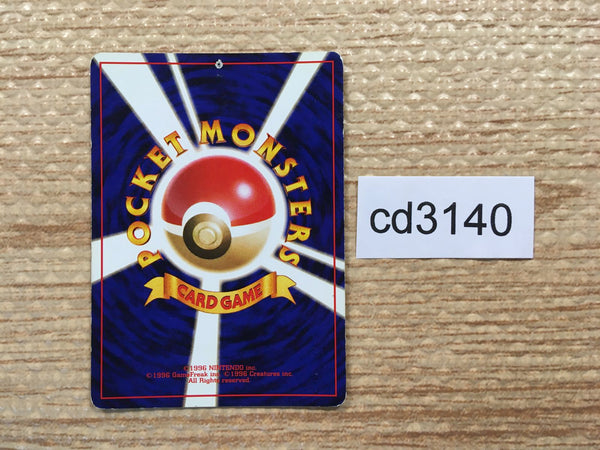 POCKET MONSTERS
CARD GAME
©1996 NINTENDO inc.
©1996 GameFreak inc. ©1996 Creatures inc.
All Rights reserved.
cd3140